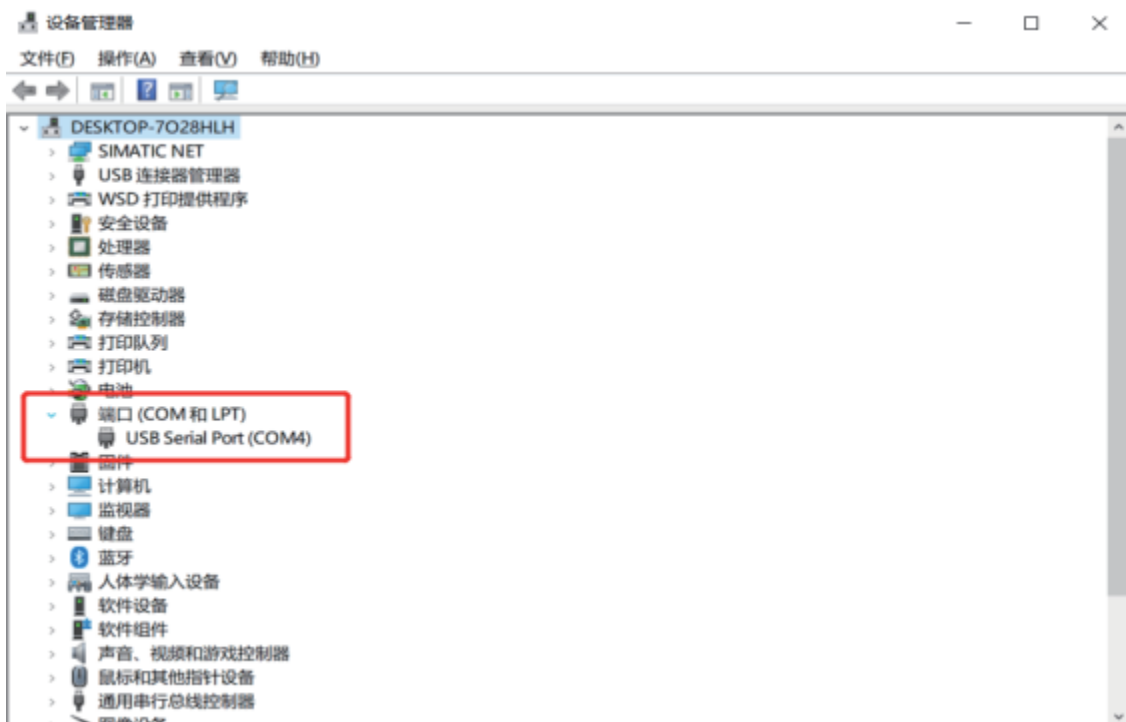 设备管理器
文件(F) 操作(A) 查看(V) 帮助(H)
DESKTOP-7O28HLH
SIMATIC NET
USB 连接器管理器
WSD 打印提供程序
安全设备
处理器
传感器
磁盘驱动器
存储控制器
打印队列
打印机
电池
端口 (COM 和 LPT)
USB Serial Port (COM4)
固件
计算机
监视器
键盘
蓝牙
人体学输入设备
软件设备
软件组件
声音、视频和游戏控制器
鼠标和其他指针设备
通用串行总线控制器
图像设备